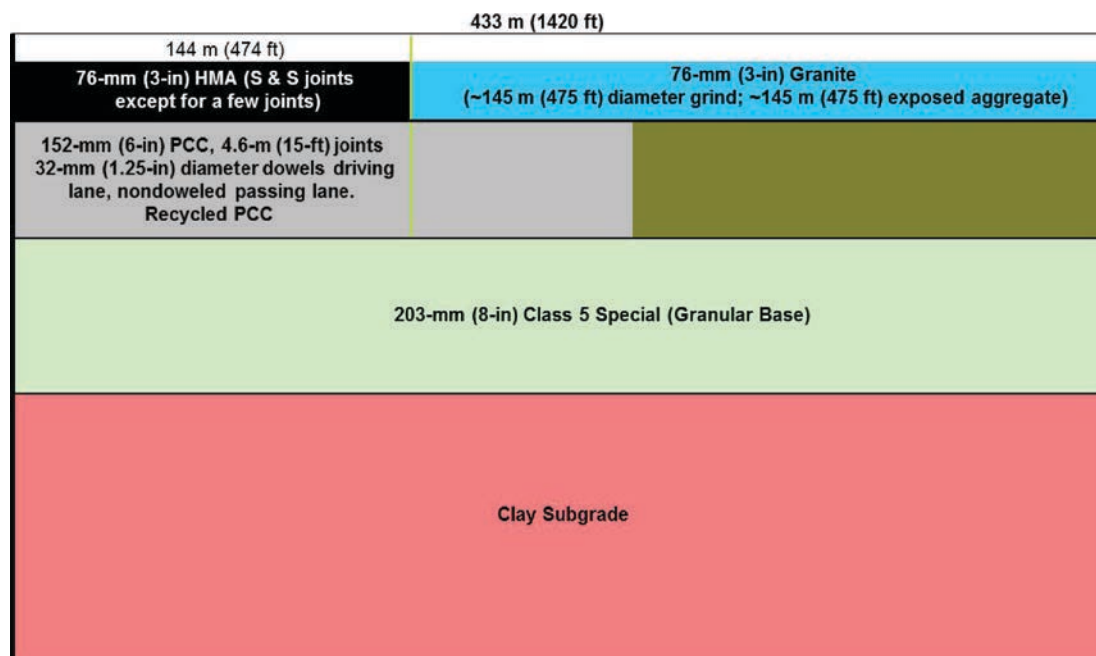 433 m (1420 ft)
144 m (474 ft)
76-mm (3-in) HMA (S & S joints
except for a few joints)
76-mm (3-in) Granite
(~145 m (475 ft) diameter grind; ~145 m (475 ft) exposed aggregate)
152-mm (6-in) PCC, 4.6-m (15-ft) joints
32-mm (1.25-in) diameter dowels driving
lane, nondoweled passing lane.
Recycled PCC
203-mm (8-in) Class 5 Special (Granular Base)
Clay Subgrade